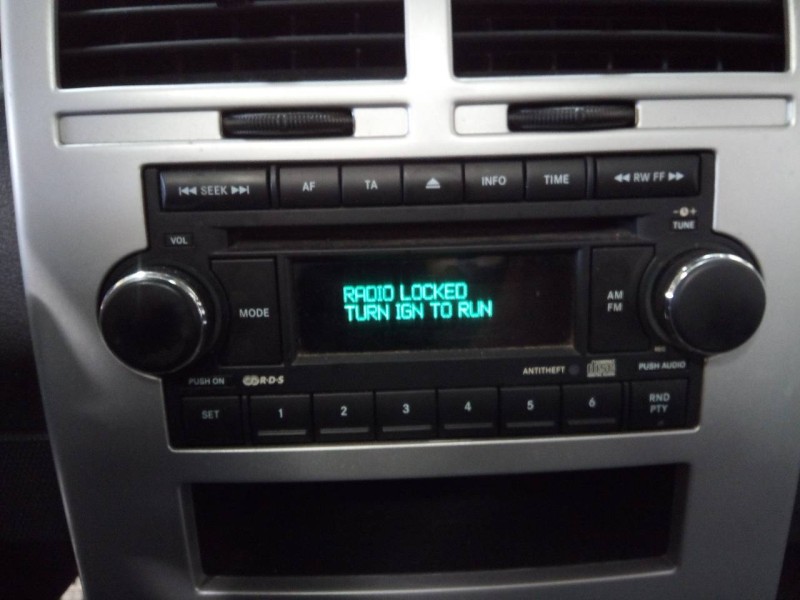 SEEK
AF
TA
INFO
TIME
RW FF
VOL
TUNE
MODE
RADIO LOCKED
TURN IGN TO RUN
AM
FM
PUSH ON
R·D·S
ANTITHEFT
PUSH AUDIO
SET
1
2
3
4
5
6
RND
PTY